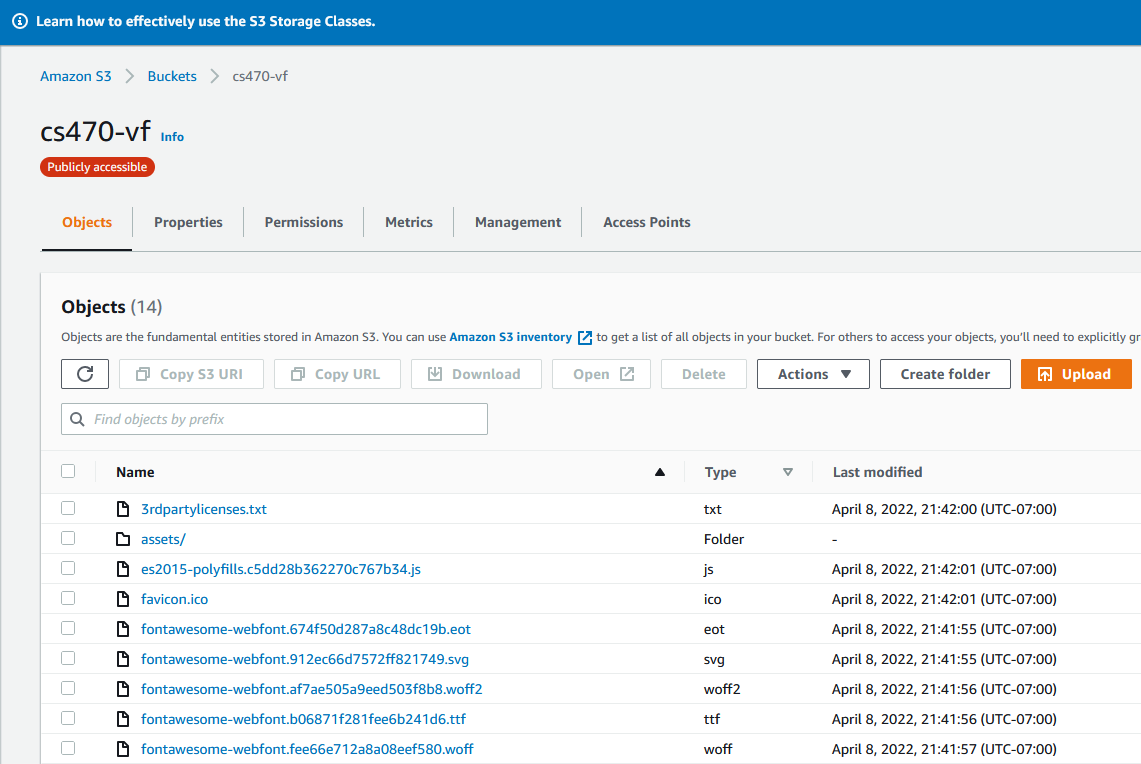 Learn how to effectively use the S3 Storage Classes.
Amazon S3 > Buckets > cs470-vf
cs470-vf Info
Publicly accessible
Objects Properties Permissions Metrics Management Access Points
Objects (14)
Objects are the fundamental entities stored in Amazon S3. You can use Amazon S3 inventory to get a list of all objects in your bucket. For others to access your objects, you'll need to explicitly gr
Copy S3 URI Copy URL Download Open Delete Actions Create folder Upload
Find objects by prefix
Name Type Last modified
3rdpartylicenses.txt txt April 8, 2022, 21:42:00 (UTC-07:00)
assets/ Folder -
es2015-polyfills.c5dd28b362270c767b34.js js April 8, 2022, 21:42:01 (UTC-07:00)
favicon.ico ico April 8, 2022, 21:42:01 (UTC-07:00)
fontawesome-webfont.674f50d287a8c48dc19b.eot eot April 8, 2022, 21:41:55 (UTC-07:00)
fontawesome-webfont.912ec66d7572ff821749.svg svg April 8, 2022, 21:41:55 (UTC-07:00)
fontawesome-webfont.af7ae505a9eed503f8b8.woff2 woff2 April 8, 2022, 21:41:56 (UTC-07:00)
fontawesome-webfont.b06871f281fee6b241d6.ttf ttf April 8, 2022, 21:41:56 (UTC-07:00)
fontawesome-webfont.fee66e712a8a08eef580.woff woff April 8, 2022, 21:41:57 (UTC-07:00)